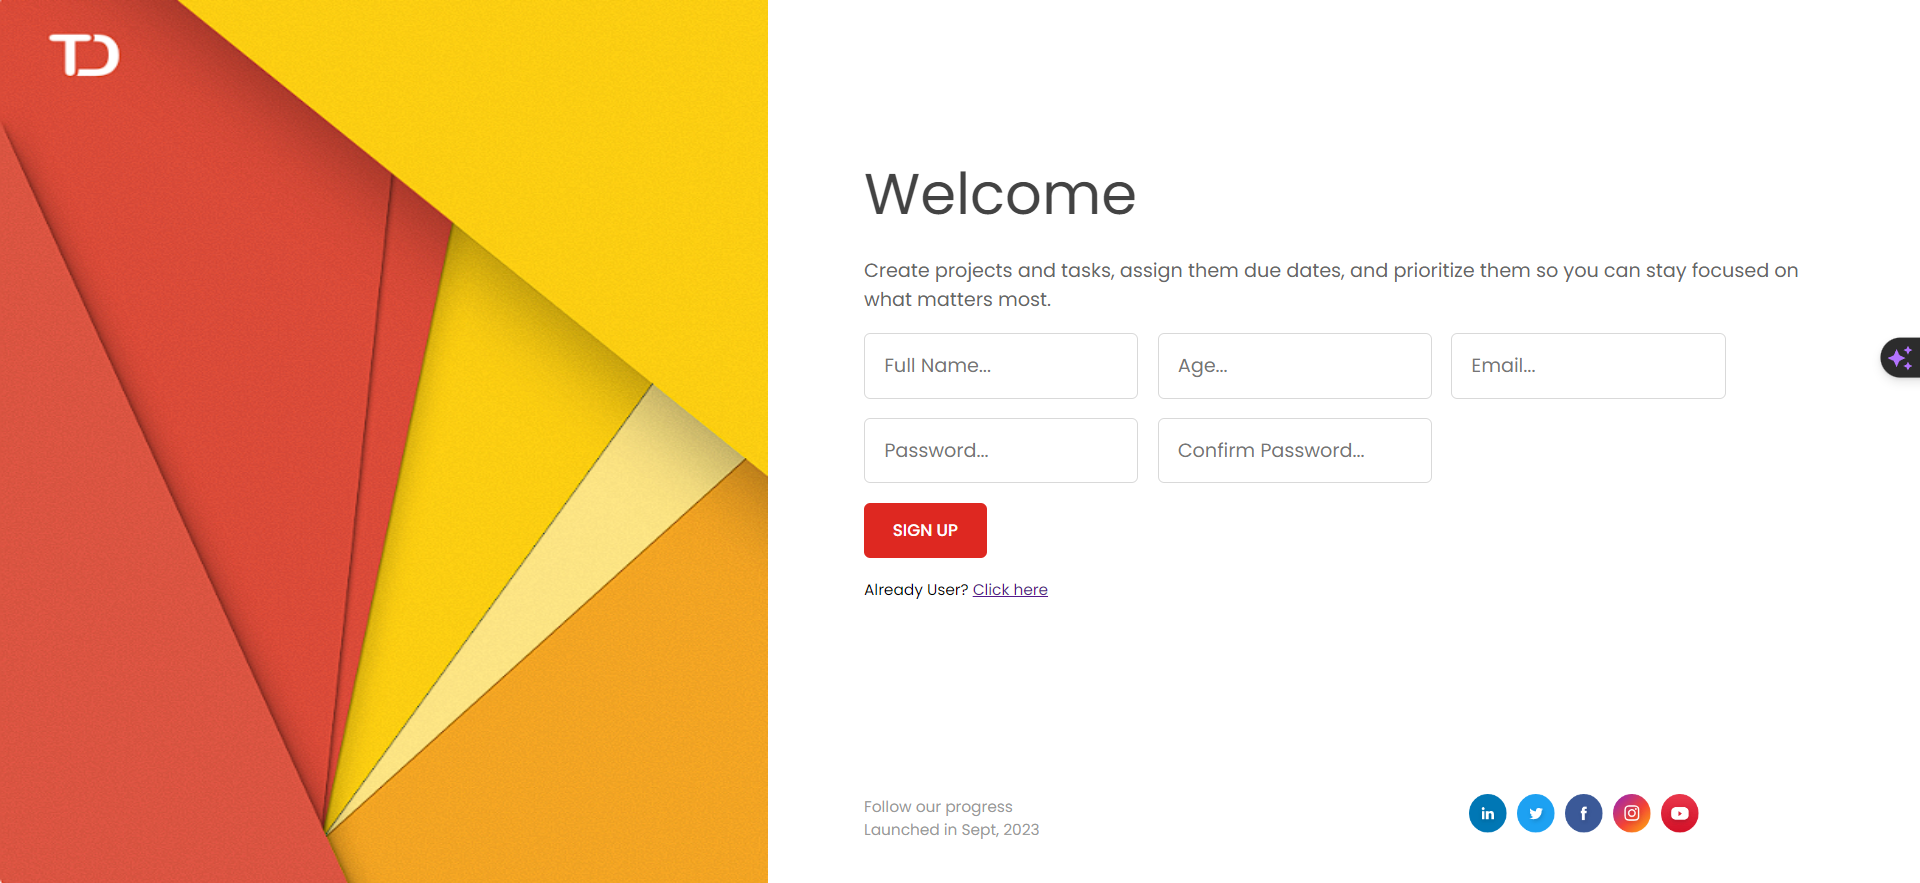 TD
Welcome
Create projects and tasks, assign them due dates, and prioritize them so you can stay focused on
what matters most.
Full Name...
Age...
Email...
Password...
Confirm Password...
SIGN UP
Already User? Click here
Follow our progress
Launched in Sept, 2023
in
f